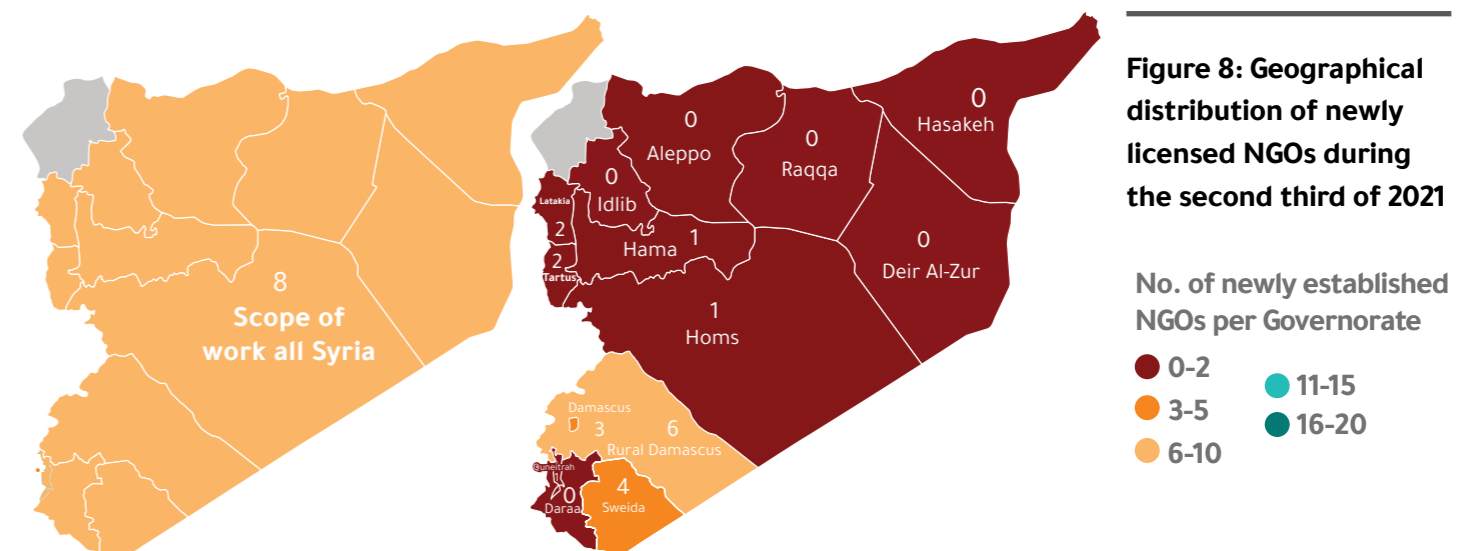 8
Scope of
work all Syria
0
Hasakeh
0
Aleppo
0
Raqqa
0
Idlib
Latakia
2
2
Tartus
Hama 1
0
Deir Al-Zur
1
Homs
Damascus
3
6
Rural Damascus
Quneitrah
0
Daraa
4
Sweida
Figure 8: Geographical
distribution of newly
licensed NGOs during
the second third of 2021
No. of newly established
NGOs per Governorate
0-2
3-5
6-10
11-15
16-20